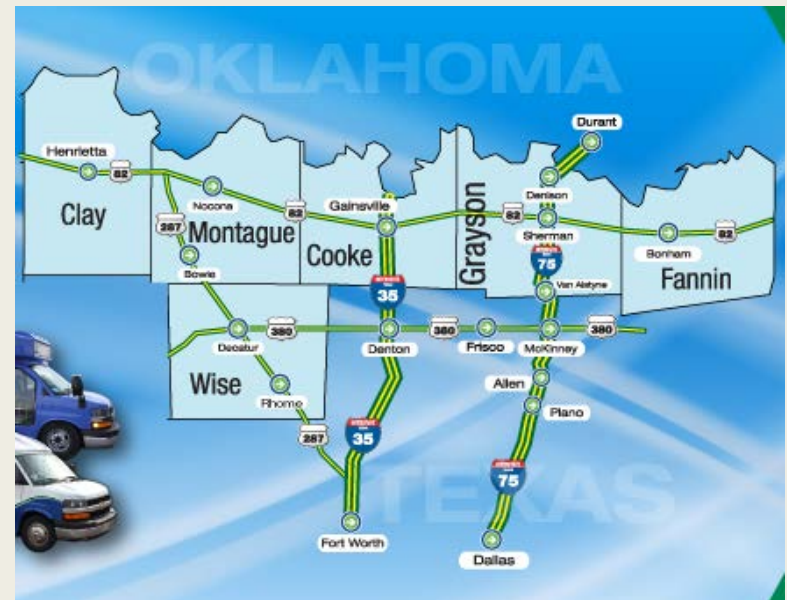 OKLAHOMA
Durant
Henrietta
82
Denison
Nocona
Gainsville
Grayson
Clay
287
Montague
82
82
Sherman
82
Cooke
Bonham
Bowie
75
Fannin
35
Van Alstyne
380
380
380
Decatur
Denton
Frisco
McKinney
Wise
Allen
Rhome
Plano
287
35
75
TEXAS
Fort Worth
Dallas